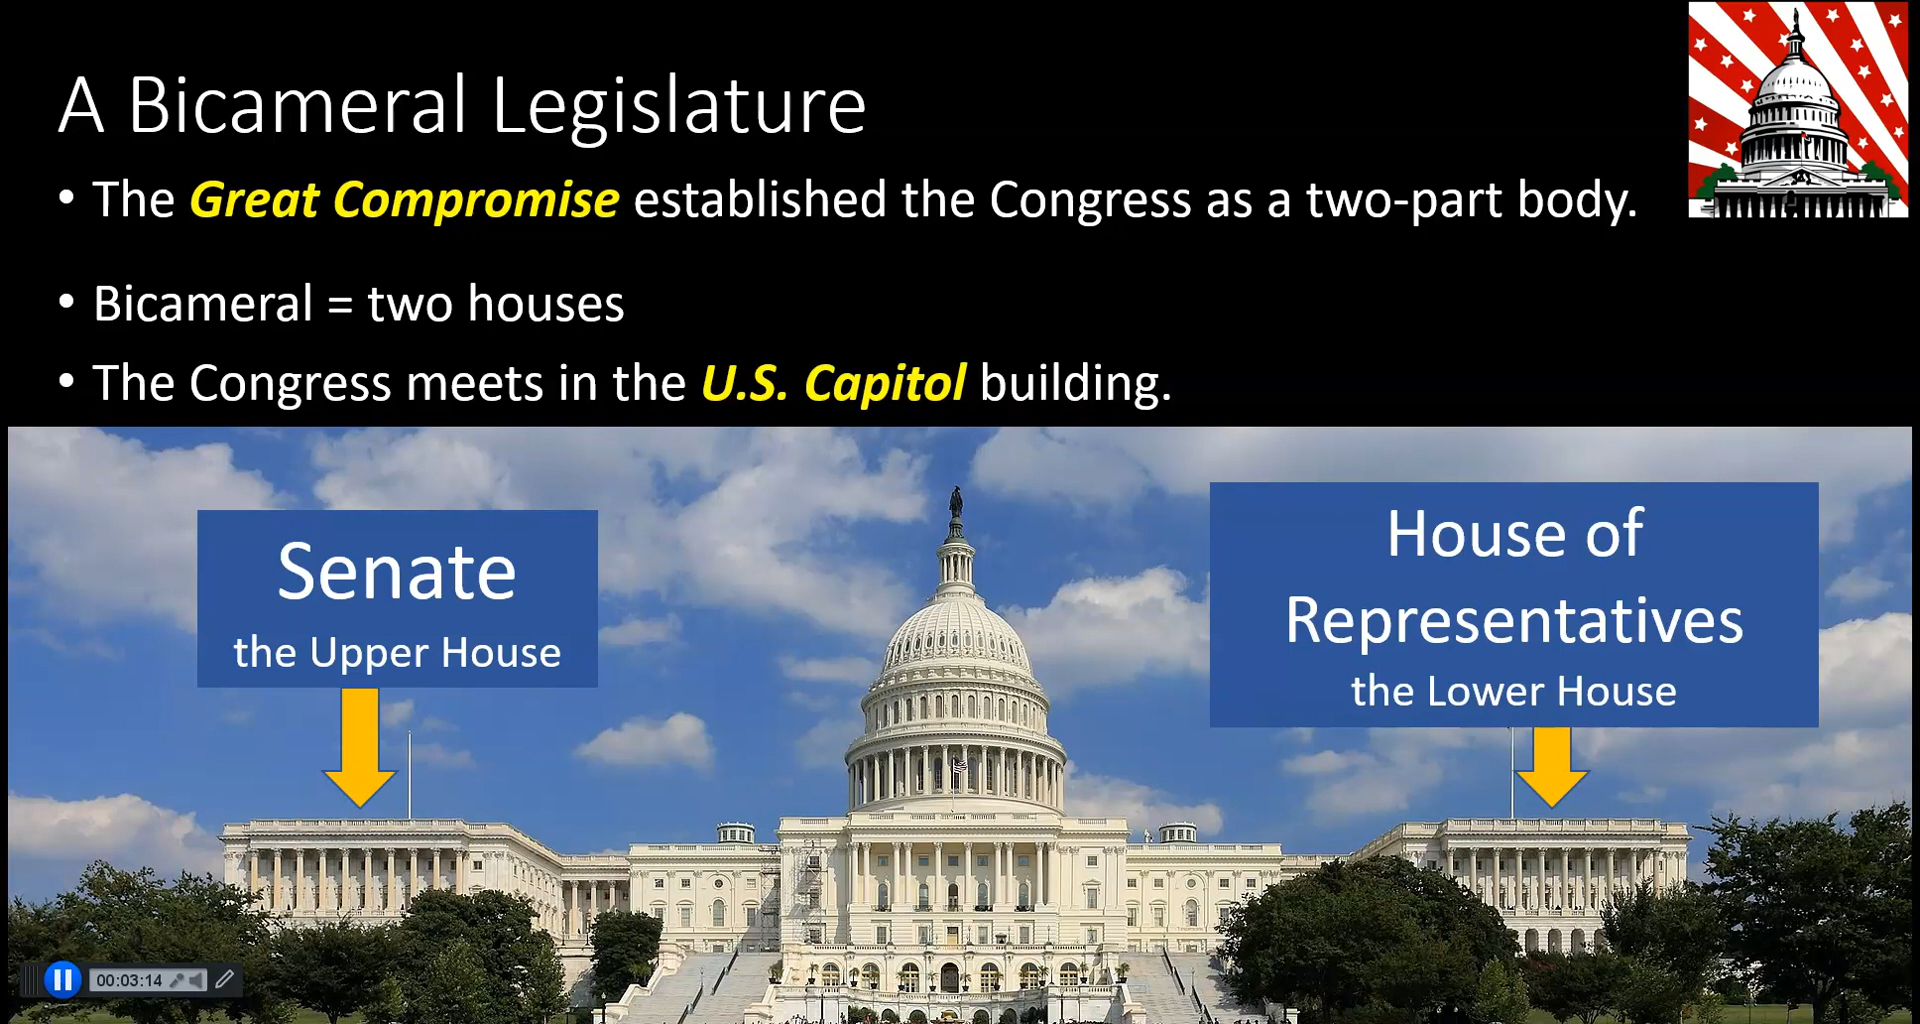 A Bicameral Legislature
• The Great Compromise established the Congress as a two-part body.
• Bicameral = two houses
• The Congress meets in the U.S. Capitol building.
Senate
the Upper House
House of
Representatives
the Lower House
00:03:14